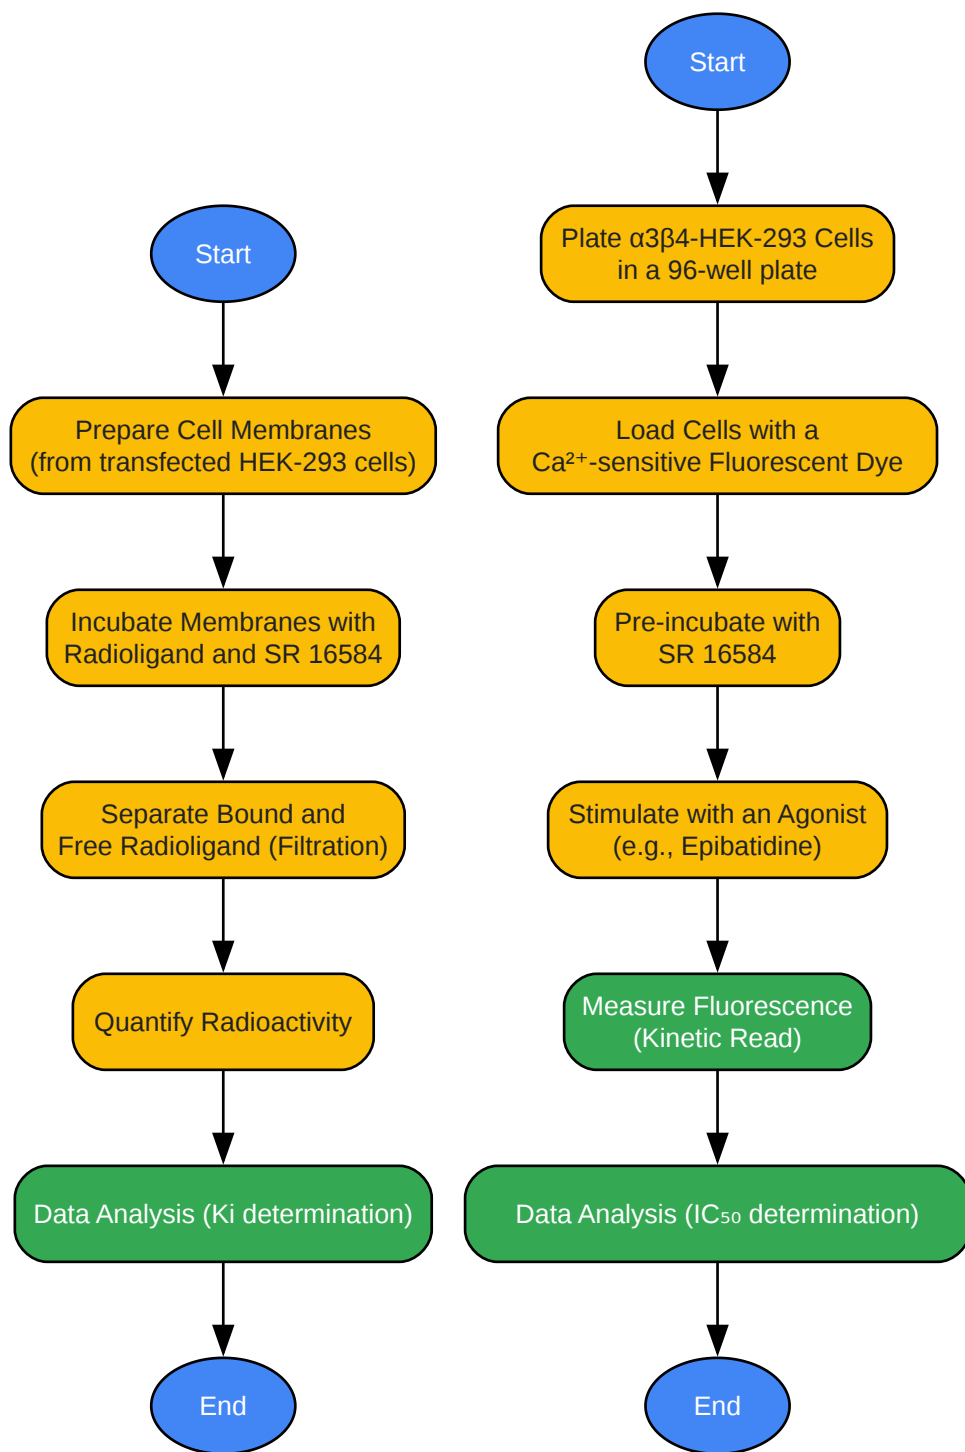 Start
Prepare Cell Membranes
(from transfected HEK-293 cells)
Incubate Membranes with
Radioligand and SR 16584
Separate Bound and
Free Radioligand (Filtration)
Quantify Radioactivity
Data Analysis (Ki determination)
End
Start
Plate α3β4-HEK-293 Cells
in a 96-well plate
Load Cells with a
Ca²⁺-sensitive Fluorescent Dye
Pre-incubate with
SR 16584
Stimulate with an Agonist
(e.g., Epibatidine)
Measure Fluorescence
(Kinetic Read)
Data Analysis (IC₅₀ determination)
End